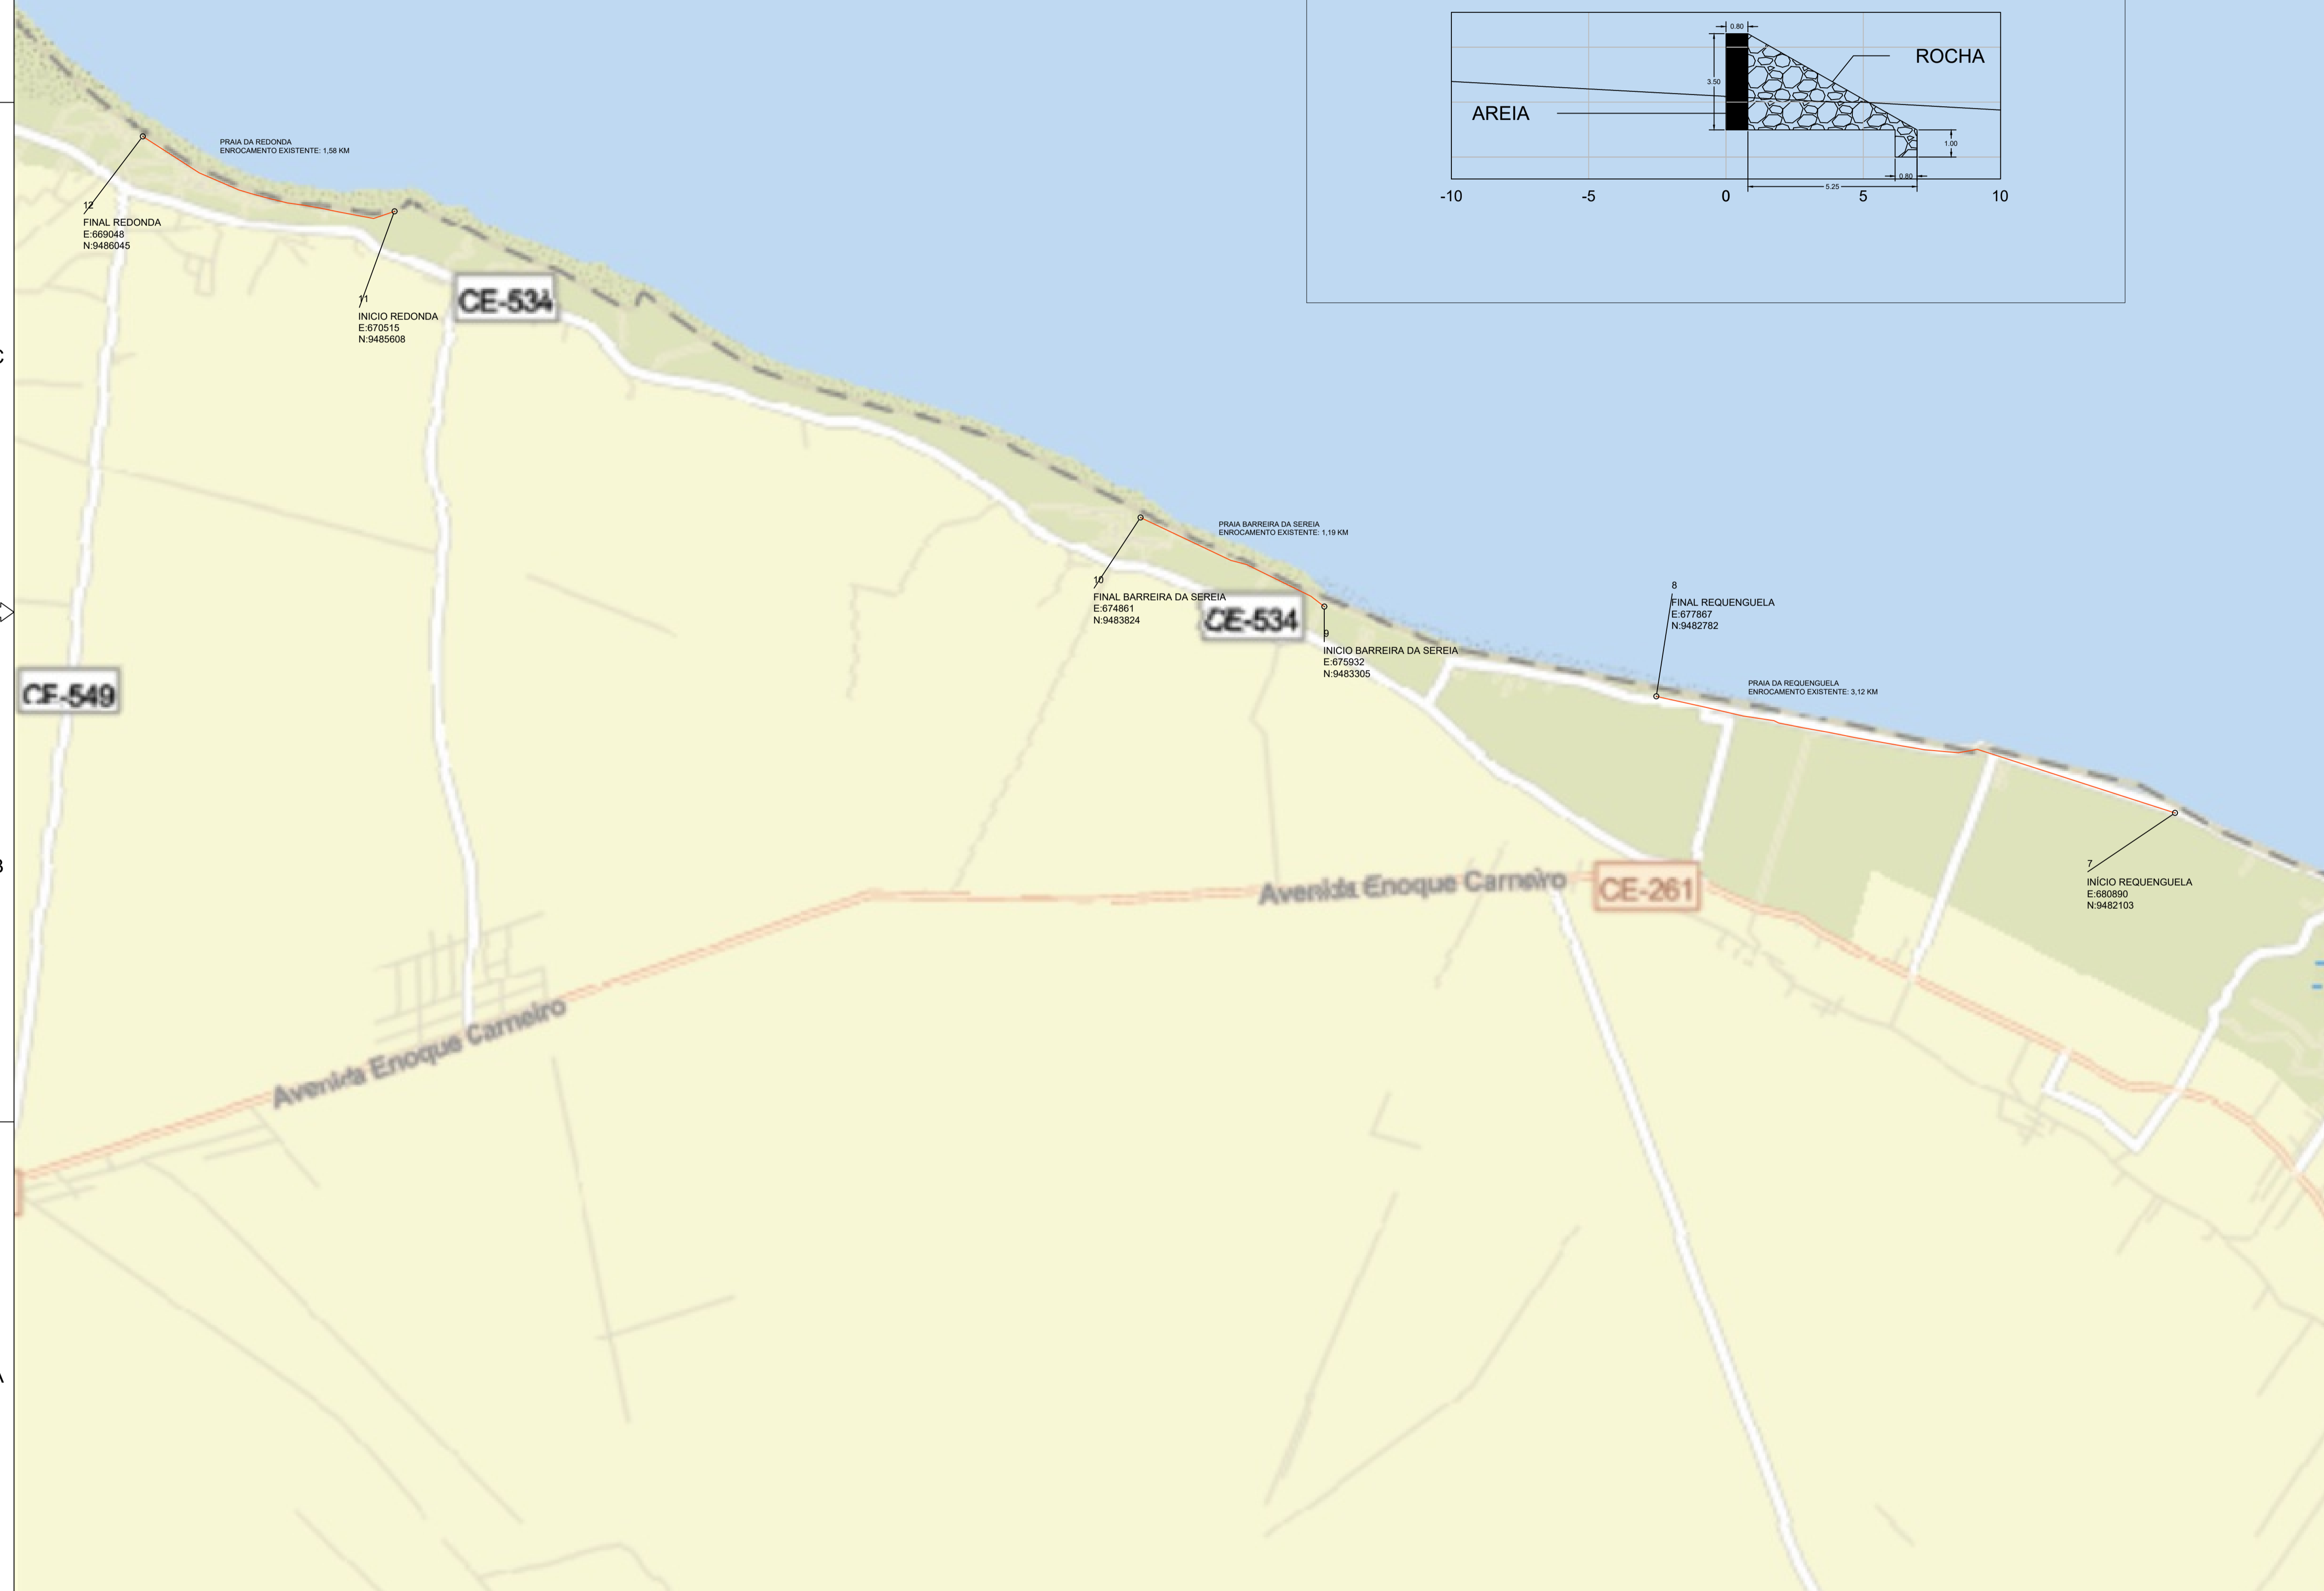 0.80
ROCHA
3.50
AREIA
1.00
0.80
5.25
-10
-5
0
5
10
PRAIA DA REDONDA
ENROCAMENTO EXISTENTE: 1,58 KM
12
FINAL REDONDA
E:669048
N:9486045
11
INICIO REDONDA
E:670515
N:9485608
CE-534
PRAIA BARREIRA DA SEREIA
ENROCAMENTO EXISTENTE: 1,19 KM
10
FINAL BARREIRA DA SEREIA
E:674861
N:9483824
CE-534
9
INICIO BARREIRA DA SEREIA
E:675932
N:9483305
8
FINAL REQUENGUELA
E:677867
N:9482782
PRAIA DA REQUENGUELA
ENROCAMENTO EXISTENTE: 3,12 KM
CE-549
7
INÍCIO REQUENGUELA
E:680890
N:9482103
Avenida Enoque Carneiro
CE-261
Avenida Enoque Carneiro